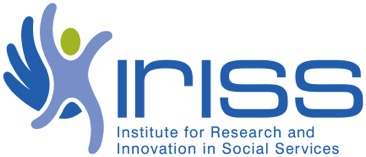 iriss
Institute for Research and
Innovation in Social Services